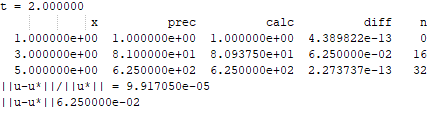 t = 2.000000
x prec calc diff n
1.000000e+00 1.000000e+00 1.000000e+00 4.389822e-13 0
3.000000e+00 8.100000e+01 8.093750e+01 6.250000e-02 16
5.000000e+00 6.250000e+02 6.250000e+02 2.273737e-13 32
||u-u*||/||u*|| = 9.917050e-05
||u-u*||6.250000e-02